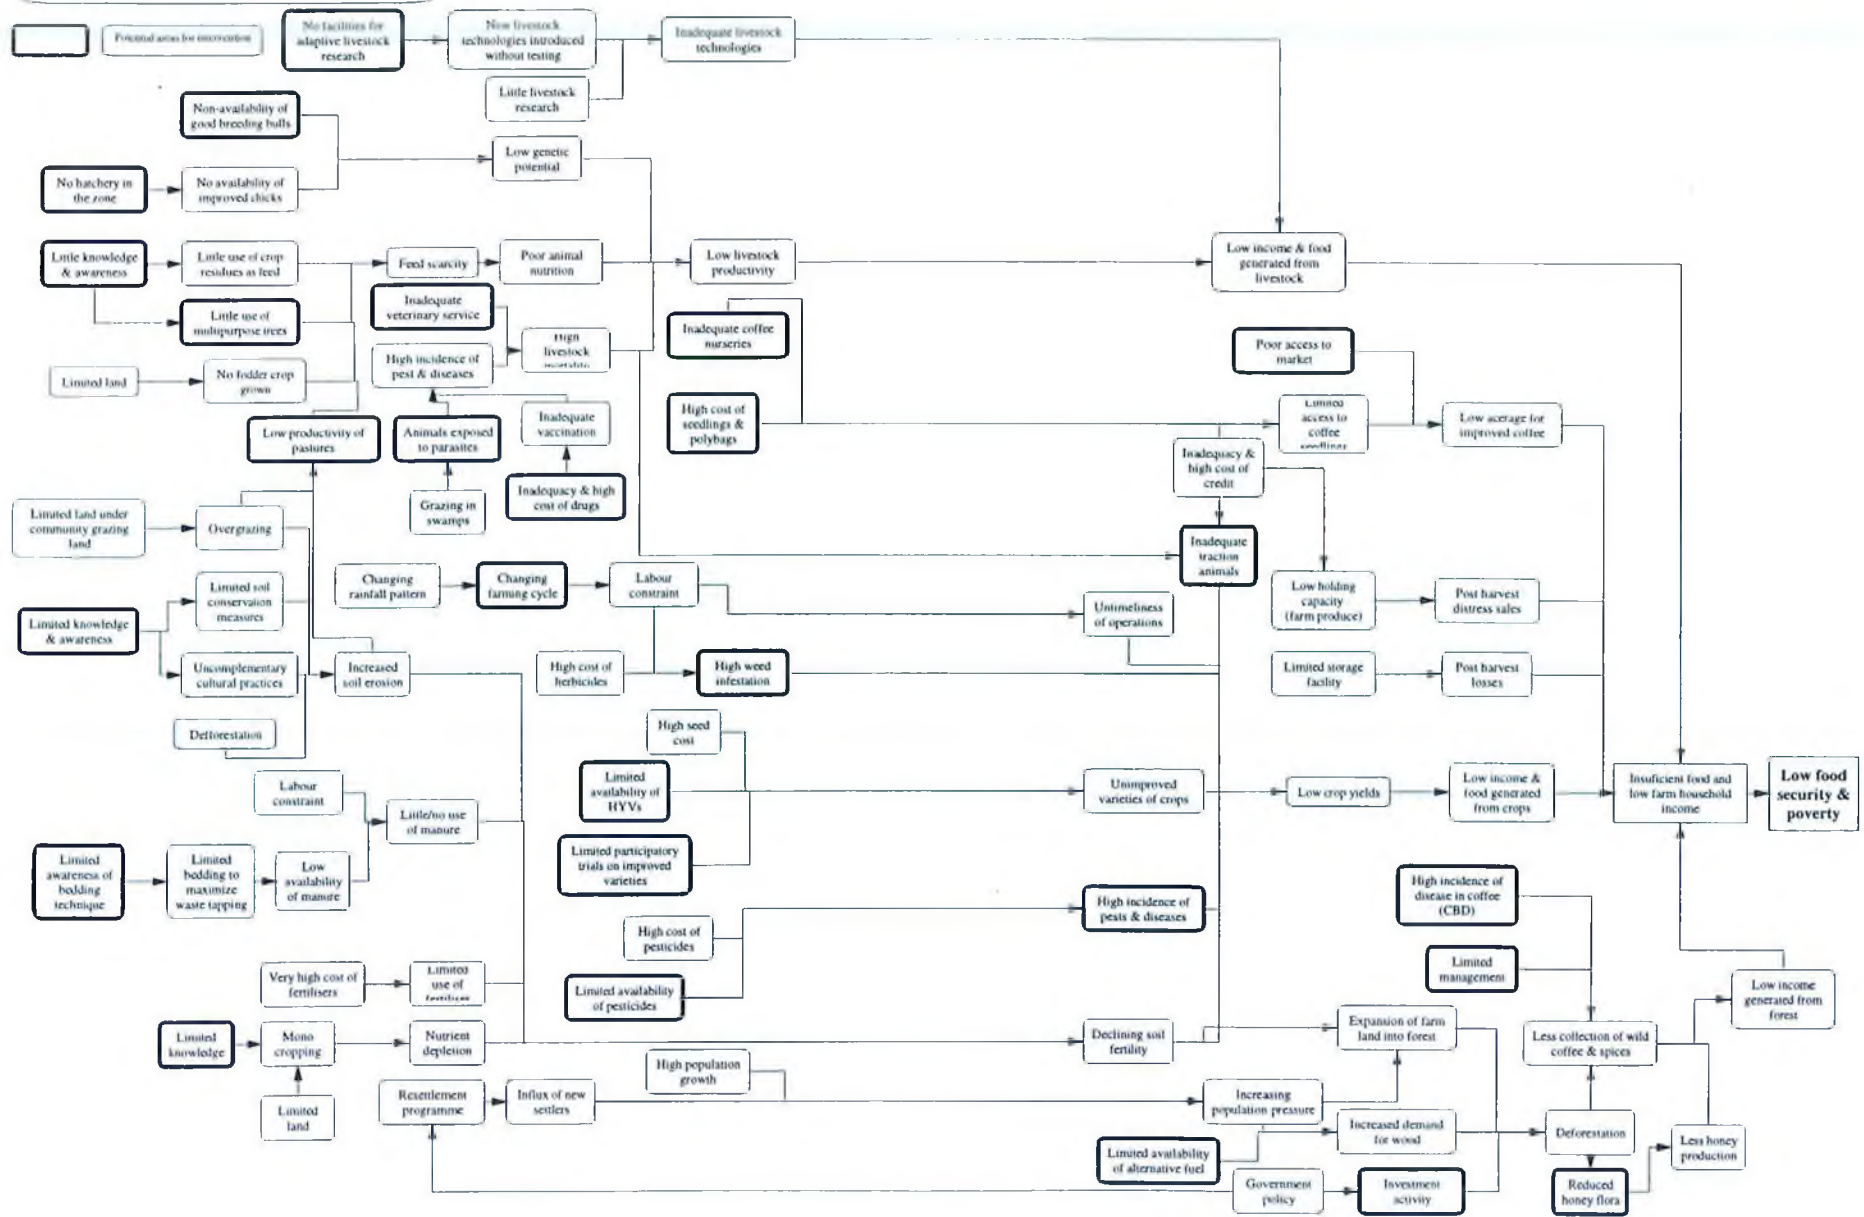 Potential areas for intervention
No facilities for
adaptive livestock
research
New livestock
technologies introduced
without testing
Inadequate livestock
technologies
Little livestock
research
Non-availability of
good breeding bulls
Low genetic
potential
No hatchery in
the zone
No availability of
improved chicks
Little knowledge
& awareness
Little use of crop
residues as feed
Feed scarcity
Poor animal
nutrition
Low livestock
productivity
Low income & food
generated from
livestock
Little use of
multipurpose trees
Inadequate
veterinary service
High
livestock
mortality
Inadequate coffee
nurseries
Poor access to
market
Limited land
No fodder crop
grown
High incidence of
pest & diseases
High cost of
seedlings &
polybags
Limited
access to
coffee
seedlings
Low acerage for
improved coffee
Low productivity of
pastures
Animals exposed
to parasites
Inadequate
vaccination
Inadequacy &
high cost of
credit
Grazing in
swamps
Inadequacy & high
cost of drugs
Limited land under
community grazing
land
Overgrazing
Inadequate
traction
animals
Changing
rainfall pattern
Changing
farming cycle
Labour
constraint
Limited soil
conservation
measures
Untimeliness
of operations
Low holding
capacity
(farm produce)
Post harvest
distress sales
Limited knowledge
& awareness
Uncomplementary
cultural practices
Increased
soil erosion
High cost of
herbicides
High weed
infestation
Limited storage
facility
Post harvest
losses
Defforestation
High seed
cost
Labour
constraint
Little/no use
of manure
Limited
availability of
HYVs
Unimproved
varieties of crops
Low crop yields
Low income &
food generated
from crops
Insuficient food and
low farm household
income
Low food
security &
poverty
Limited
awareness of
bedding
technique
Limited
bedding to
maximize
waste tapping
Low
availability
of manure
Limited participatory
trials on improved
varieties
High incidence of
disease in coffee
(CBD)
High incidence of
pests & diseases
High cost of
pesticides
Limited
management
Very high cost of
fertilisers
Limited
use of
fertiliser
Limited availability
of pesticides
Low income
generated from
forest
Limited
knowledge
Mono
cropping
Nutrient
depletion
Declining soil
fertility
Expansion of farm
land into forest
Less collection of wild
coffee & spices
High population
growth
Limited
land
Resettlement
programme
Influx of new
settlers
Increasing
population pressure
Increased demand
for wood
Deforestation
Less honey
production
Limited availability
of alternative fuel
Government
policy
Investment
activity
Reduced
honey flora